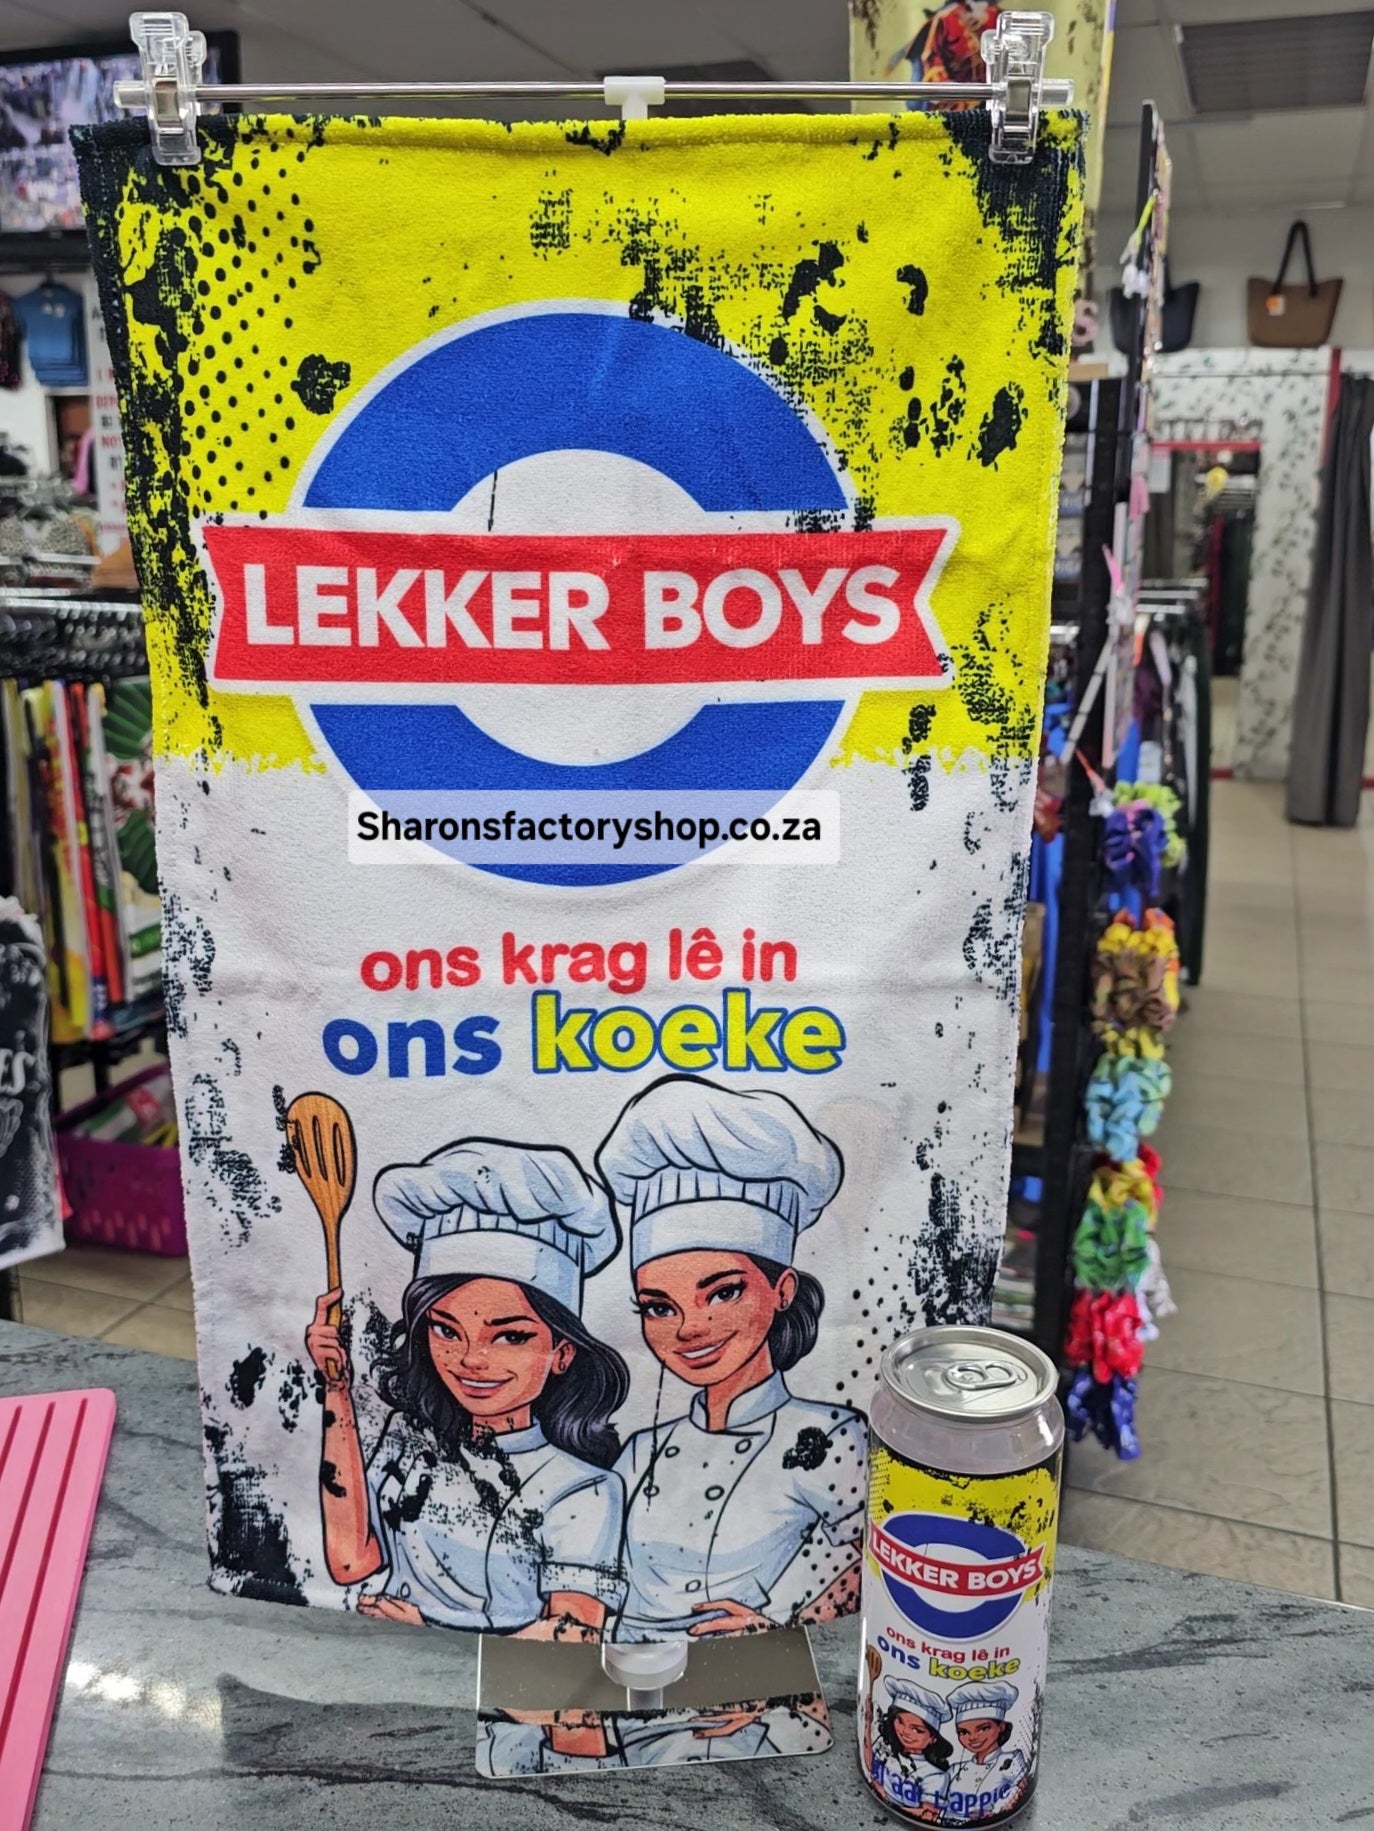 LEKKER BOYS
Sharonsfactoryshop.co.za
ons krag lê in
ons koeke
LEKKER BOYS
ons krag lê in
ons koeke
Lappie